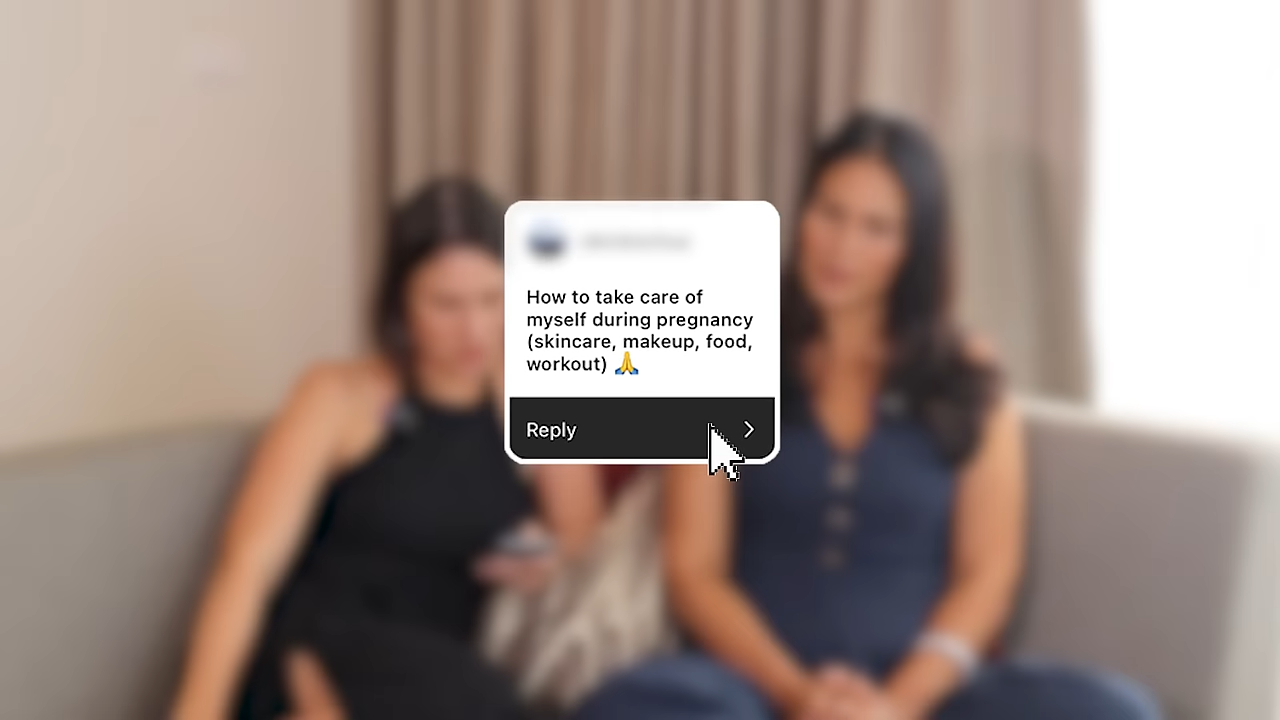 How to take care of
myself during pregnancy
(skincare, makeup, food,
workout) 🙏
Reply